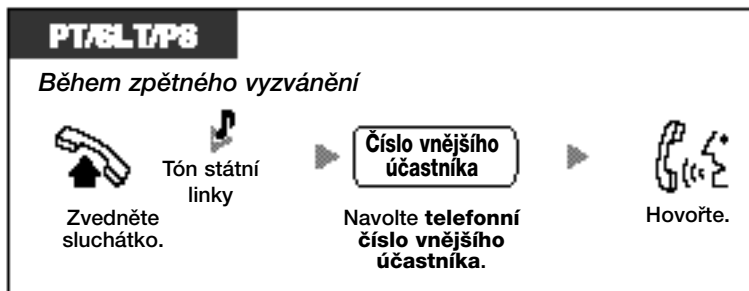 PT/SLT/PS
Během zpětného vyzvánění
Tón státní
linky
Číslo vnějšího
účastníka
Zvedněte
sluchátko.
Navolte telefonní
číslo vnějšího
účastníka.
Hovořte.